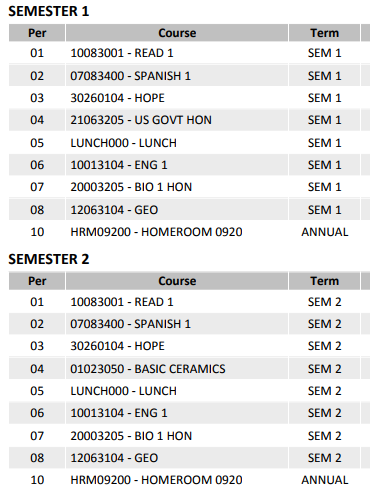 SEMESTER 1
Per Course Term
01 10083001 - READ 1 SEM 1
02 07083400 - SPANISH 1 SEM 1
03 30260104 - HOPE SEM 1
04 21063205 - US GOVT HON SEM 1
05 LUNCH000 - LUNCH SEM 1
06 10013104 - ENG 1 SEM 1
07 20003205 - BIO 1 HON SEM 1
08 12063104 - GEO SEM 1
10 HRM09200 - HOMEROOM 0920 ANNUAL
SEMESTER 2
Per Course Term
01 10083001 - READ 1 SEM 2
02 07083400 - SPANISH 1 SEM 2
03 30260104 - HOPE SEM 2
04 01023050 - BASIC CERAMICS SEM 2
05 LUNCH000 - LUNCH SEM 2
06 10013104 - ENG 1 SEM 2
07 20003205 - BIO 1 HON SEM 2
08 12063104 - GEO SEM 2
10 HRM09200 - HOMEROOM 0920 ANNUAL